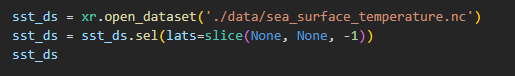 sst_ds = xr.open_dataset('./data/sea_surface_temperature.nc')
sst_ds = sst_ds.sel(lats=slice(None, None, -1))
sst_ds